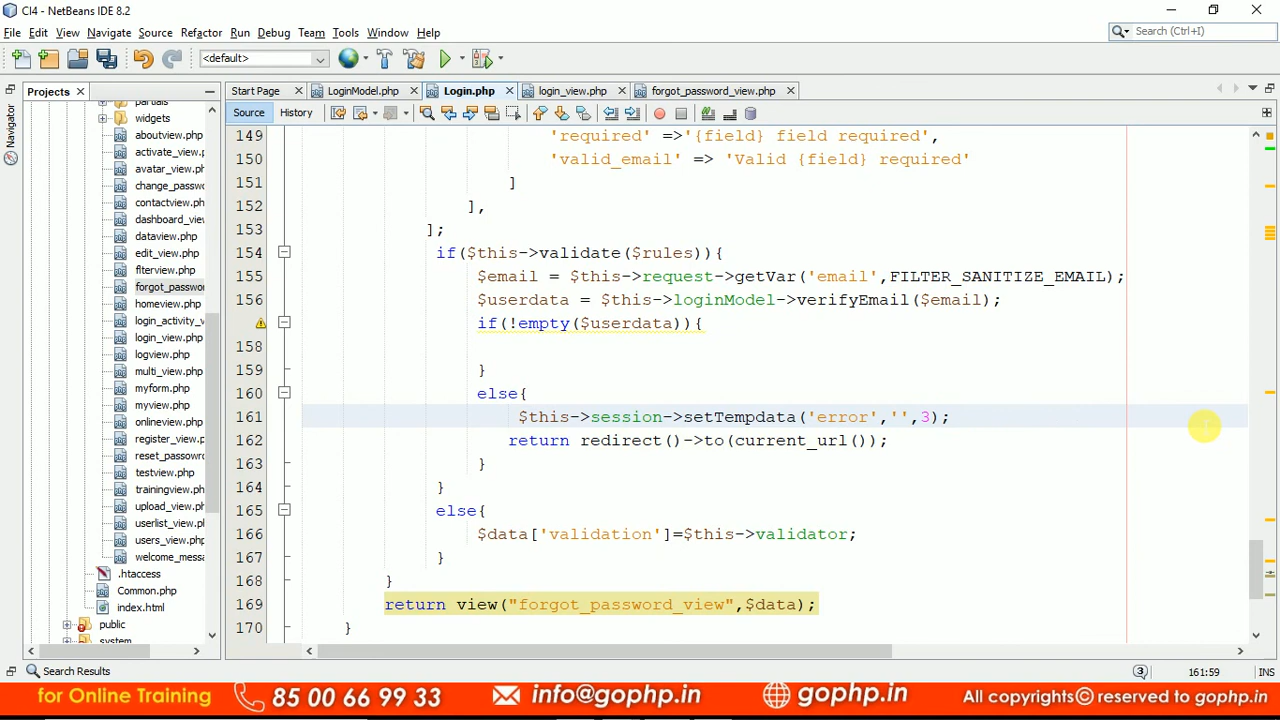 CI4 - NetBeans IDE 8.2
File Edit View Navigate Source Refactor Run Debug Team Tools Window Help
Search (Ctrl+I)
<default>
Projects
Start Page LoginModel.php Login.php login_view.php forgot_password_view.php
Source History
Navigator
partials
widgets
aboutview.php
activate_view.p
avatar_view.ph
change_passwo
contactview.php
dashboard_view
dataview.php
edit_view.php
flterview.php
forgot_passwo
homeview.php
login_activity_v
login_view.php
logview.php
multi_view.php
myform.php
myview.php
onlineview.php
register_view.ph
reset_passowrd
testview.php
trainingview.php
upload_view.php
userlist_view.ph
users_view.php
welcome_messa
.htaccess
Common.php
index.html
public
system
149 'required' =>'{field} field required',
150 'valid_email' => 'Valid {field} required'
151 ]
152 ],
153 ];
154 if($this->validate($rules)){
155 $email = $this->request->getVar('email',FILTER_SANITIZE_EMAIL);
156 $userdata = $this->loginModel->verifyEmail($email);
if(!empty($userdata)){
158
159 }
160 else{
161 $this->session->setTempdata('error','',3);
162 return redirect()->to(current_url());
163 }
164 }
165 else{
166 $data['validation']=$this->validator;
167 }
168 }
169 return view("forgot_password_view",$data);
170 }
Search Results
3
161:59
INS
for Online Training 85 00 66 99 33 info@gophp.in gophp.in All copyrights© reserved to gophp.in